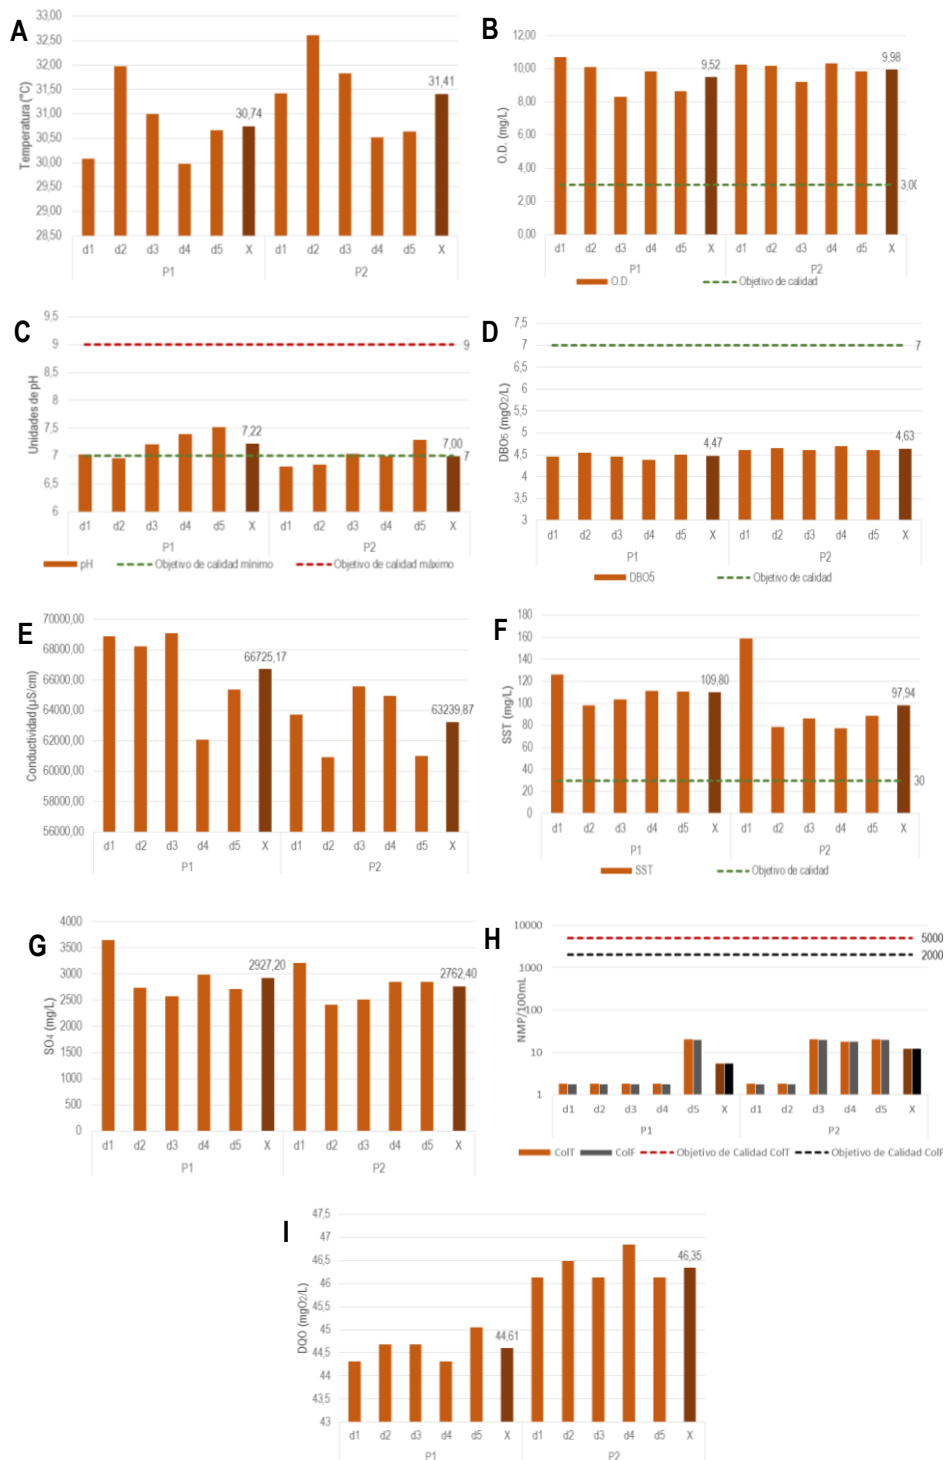 A
33,00
32,50
32,00
31,50
31,00
30,50
30,00
29,50
29,00
28,50
Temperatura (°C)
30,74
31,41
d1 d2 d3 d4 d5 X d1 d2 d3 d4 d5 X
P1 P2
B
12,00
10,00
8,00
6,00
4,00
2,00
0,00
O.D. (mg/L)
9,52
9,98
3,00
d1 d2 d3 d4 d5 X d1 d2 d3 d4 d5 X
P1 P2
O.D. Objetivo de calidad
C
9,5
9
8,5
8
7,5
7
6,5
6
Unidades de pH
9
7,22
7,00
7
d1 d2 d3 d4 d5 X d1 d2 d3 d4 d5 X
P1 P2
pH Objetivo de calidad mínimo Objetivo de calidad máximo
D
7,5
7
6,5
6
5,5
5
4,5
4
3,5
3
DBO5 (mgO2/L)
7
4,47
4,63
d1 d2 d3 d4 d5 X d1 d2 d3 d4 d5 X
P1 P2
DBO5 Objetivo de calidad
E
70000,00
68000,00
66000,00
64000,00
62000,00
60000,00
58000,00
56000,00
Conductividad (µS/cm)
66725,17
63239,87
d1 d2 d3 d4 d5 X d1 d2 d3 d4 d5 X
P1 P2
F
180
160
140
120
100
80
60
40
20
0
SST (mg/L)
109,80
97,94
30
d1 d2 d3 d4 d5 X d1 d2 d3 d4 d5 X
P1 P2
SST Objetivo de calidad
G
4000
3500
3000
2500
2000
1500
1000
500
0
SO4 (mg/L)
2927,20
2762,40
d1 d2 d3 d4 d5 X d1 d2 d3 d4 d5 X
P1 P2
H
10000
1000
100
10
1
NMP/100mL
5000
2000
d1 d2 d3 d4 d5 X d1 d2 d3 d4 d5 X
P1 P2
ColT ColF Objetivo de Calidad ColT Objetivo de Calidad ColF
I
47,5
47
46,5
46
45,5
45
44,5
44
43,5
43
DQO (mgO2/L)
44,61
46,35
d1 d2 d3 d4 d5 X d1 d2 d3 d4 d5 X
P1 P2